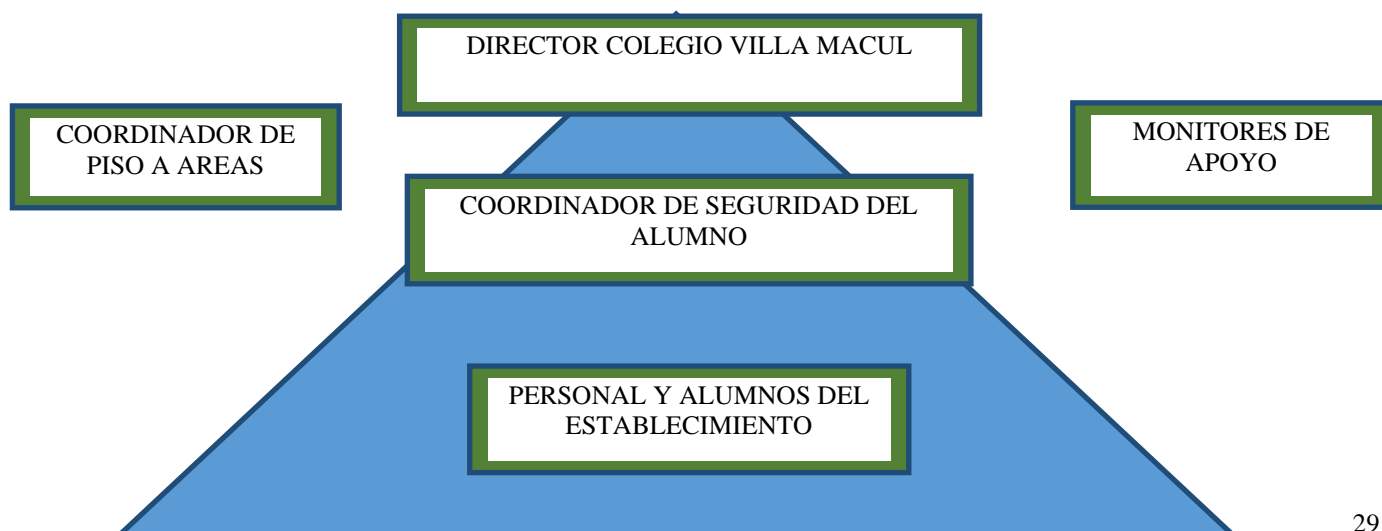 DIRECTOR COLEGIO VILLA MACUL
COORDINADOR DE
PISO A AREAS
MONITORES DE
APOYO
COORDINADOR DE SEGURIDAD DEL
ALUMNO
PERSONAL Y ALUMNOS DEL
ESTABLECIMIENTO
29